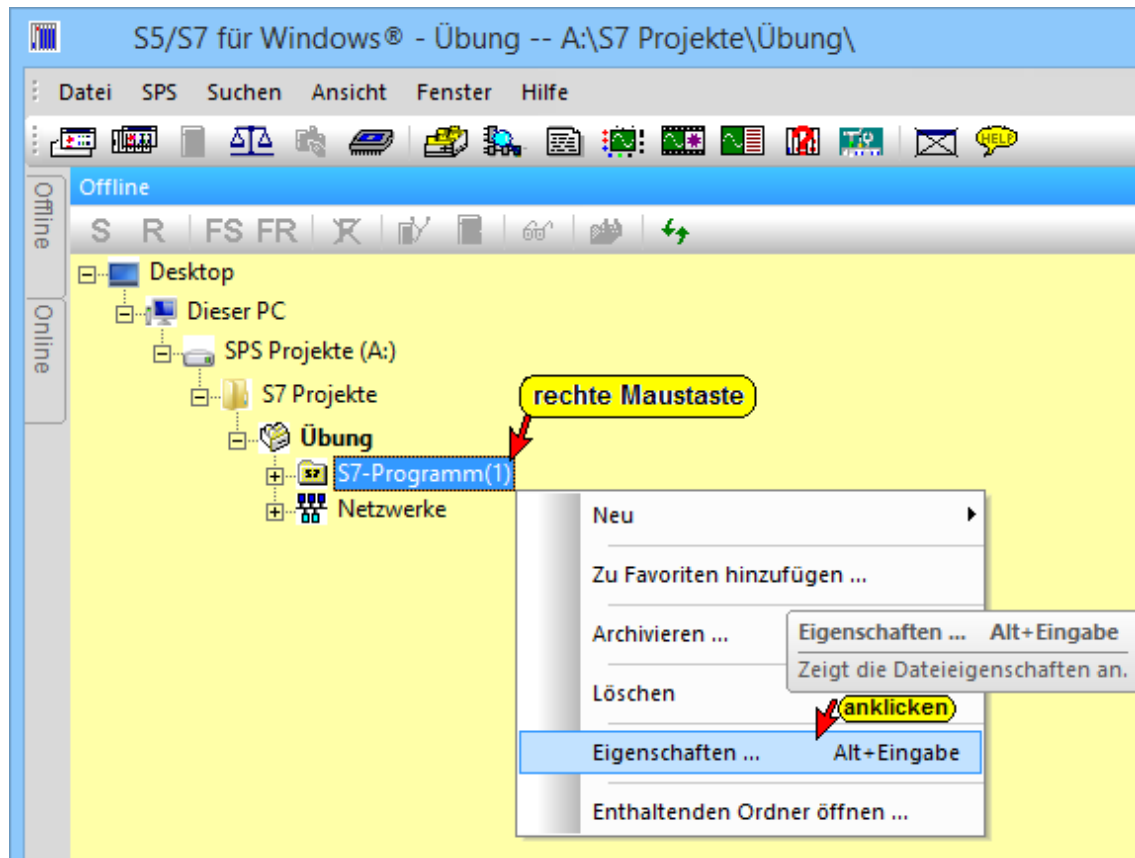 S5/S7 für Windows® - Übung -- A:\S7 Projekte\Übung\
Datei SPS Suchen Ansicht Fenster Hilfe
HELP
Offline
Offline
S R FS FR
Online
Desktop
Dieser PC
SPS Projekte (A:)
S7 Projekte
rechte Maustaste
Übung
S7 S7-Programm(1)
Netzwerke
Neu
Zu Favoriten hinzufügen ...
Archivieren ...
Eigenschaften ... Alt+Eingabe
Zeigt die Dateieigenschaften an.
Löschen
anklicken
Eigenschaften ... Alt+Eingabe
Enthaltenden Ordner öffnen ...